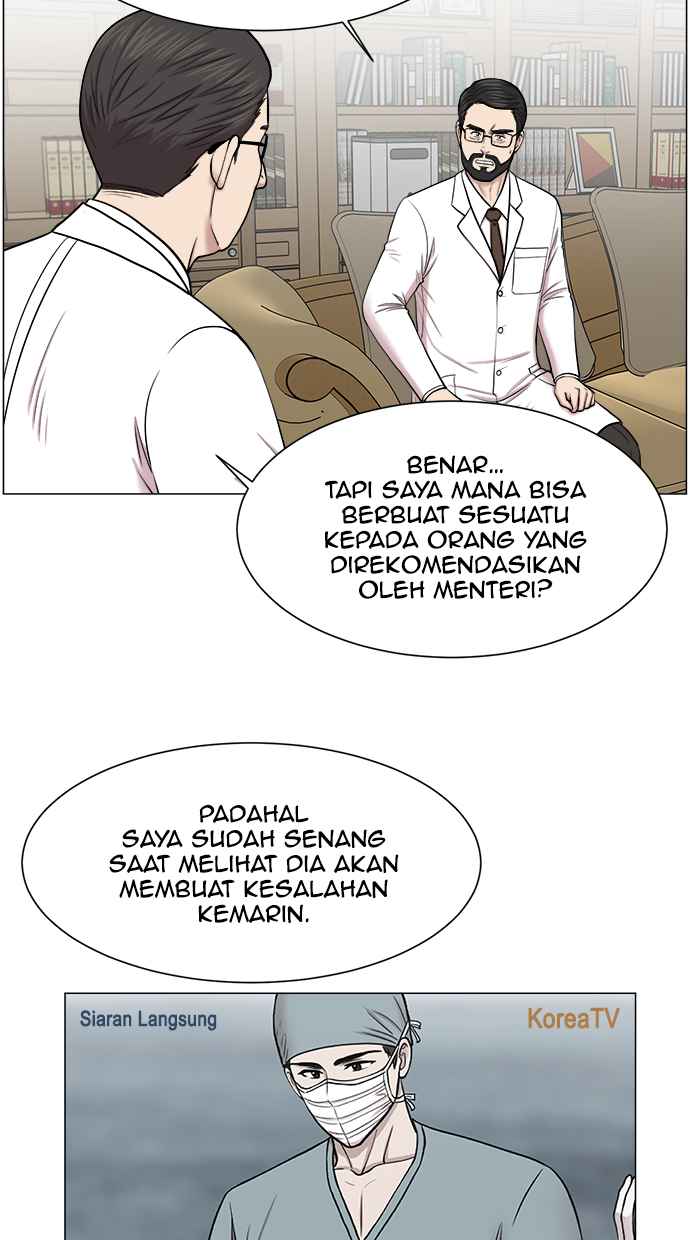 BENAR...
TAPI SAYA MANA BISA
BERBUAT SESUATU
KEPADA ORANG YANG
DIREKOMENDASIKAN
OLEH MENTERI?
PADAHAL
SAYA SUDAH SENANG
SAAT MELIHAT DIA AKAN
MEMBUAT KESALAHAN
KEMARIN.
Siaran Langsung
KoreaTV